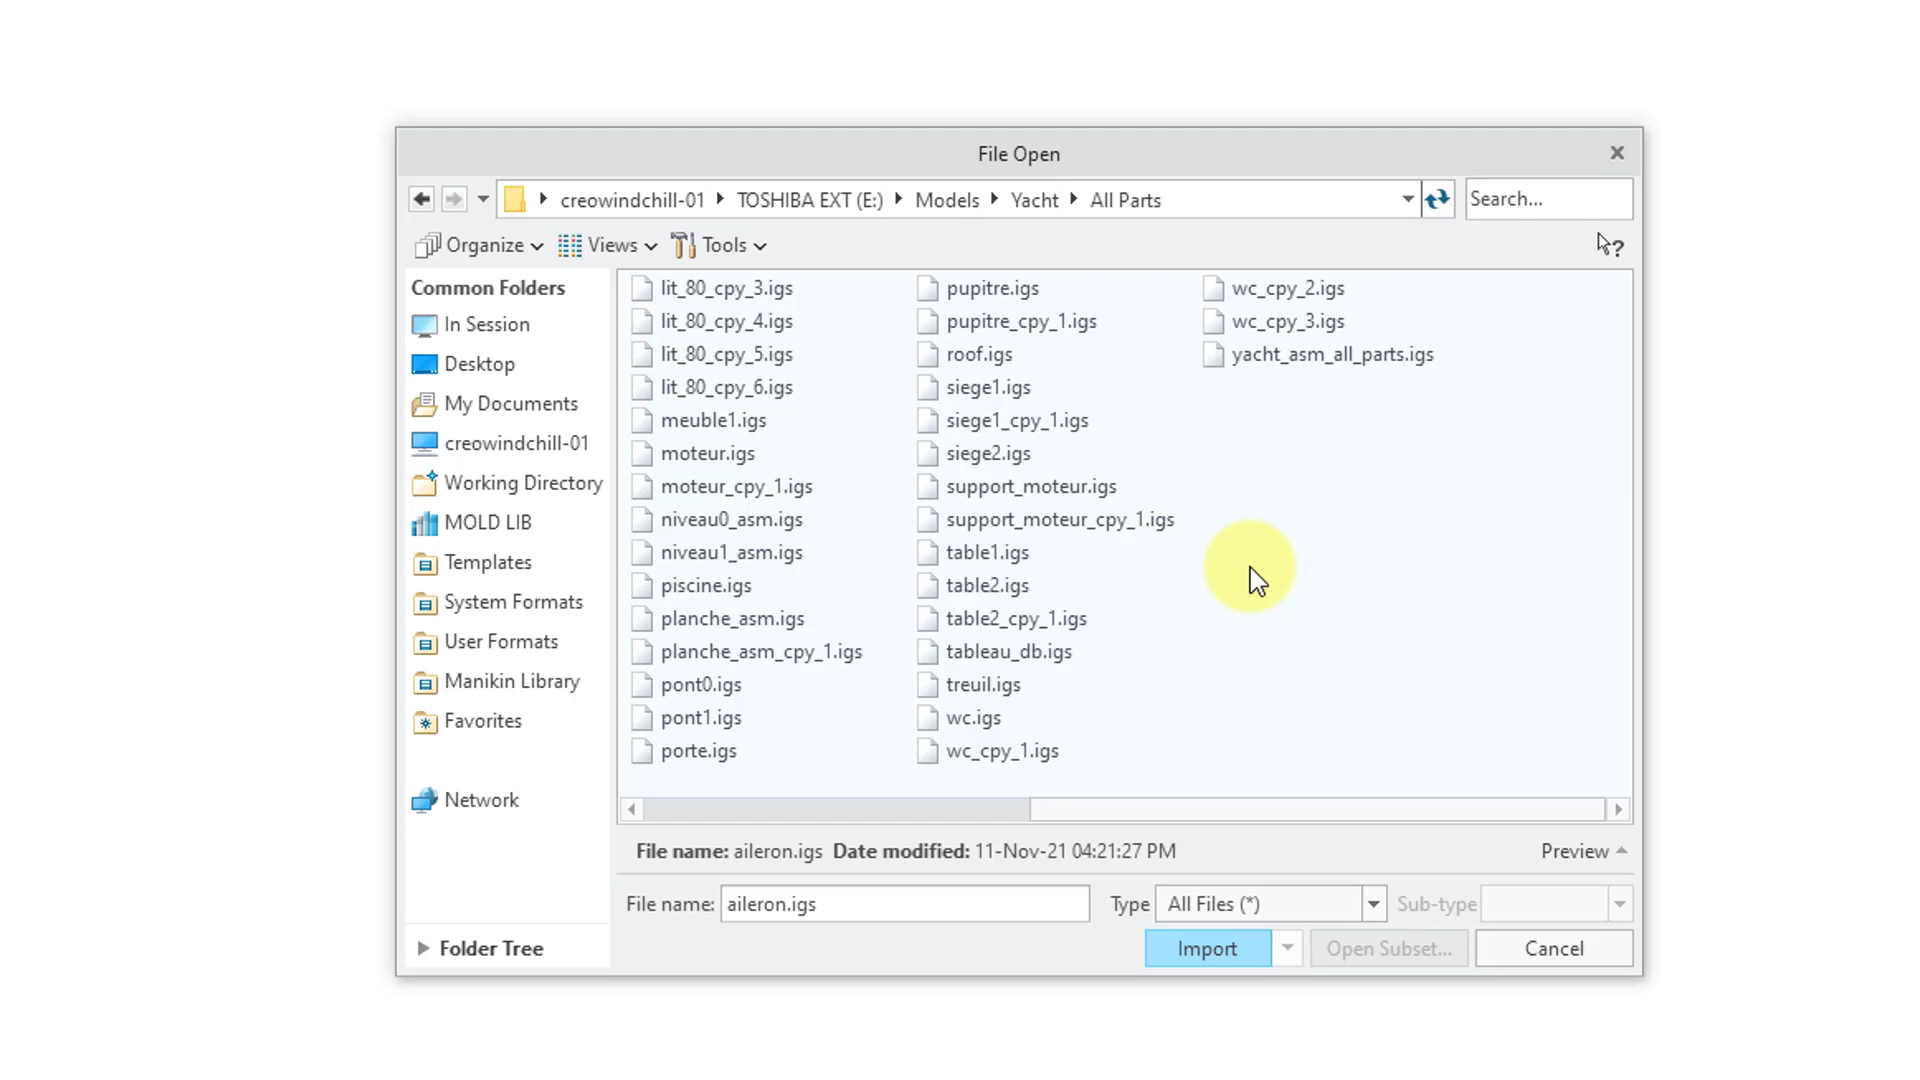 File Open
creowindchill-01 TOSHIBA EXT (E:) Models Yacht All Parts
Search...
Organize Views Tools
?
Common Folders
In Session
Desktop
My Documents
creowindchill-01
Working Directory
MOLD LIB
Templates
System Formats
User Formats
Manikin Library
Favorites
Network
Folder Tree
lit_80_cpy_3.igs
lit_80_cpy_4.igs
lit_80_cpy_5.igs
lit_80_cpy_6.igs
meuble1.igs
moteur.igs
moteur_cpy_1.igs
niveau0_asm.igs
niveau1_asm.igs
piscine.igs
planche_asm.igs
planche_asm_cpy_1.igs
pont0.igs
pont1.igs
porte.igs
pupitre.igs
pupitre_cpy_1.igs
roof.igs
siege1.igs
siege1_cpy_1.igs
siege2.igs
support_moteur.igs
support_moteur_cpy_1.igs
table1.igs
table2.igs
table2_cpy_1.igs
tableau_db.igs
treuil.igs
wc.igs
wc_cpy_1.igs
wc_cpy_2.igs
wc_cpy_3.igs
yacht_asm_all_parts.igs
File name: aileron.igs Date modified: 11-Nov-21 04:21:27 PM
Preview
File name: aileron.igs
Type All Files (*)
Sub-type
Import
Open Subset...
Cancel